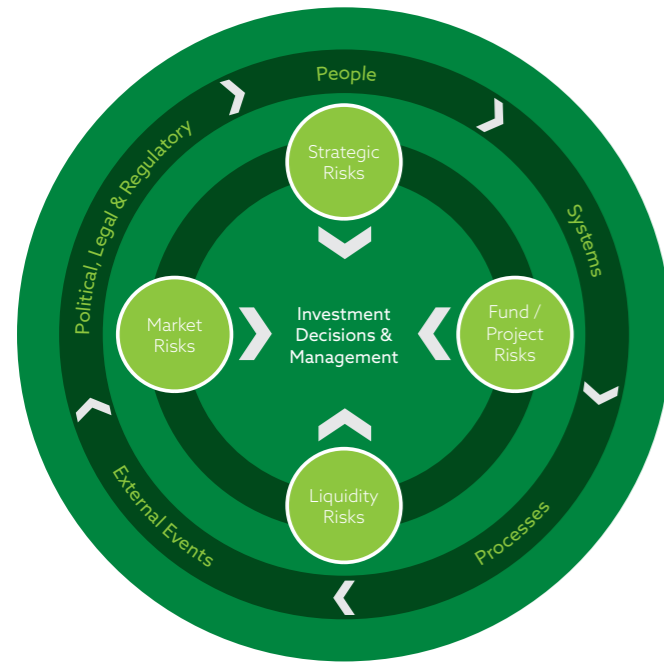 People
Strategic
Risks
Political, Legal & Regulatory
Systems
Market
Risks
Investment
Decisions &
Management
Fund /
Project
Risks
Liquidity
Risks
External Events
Processes